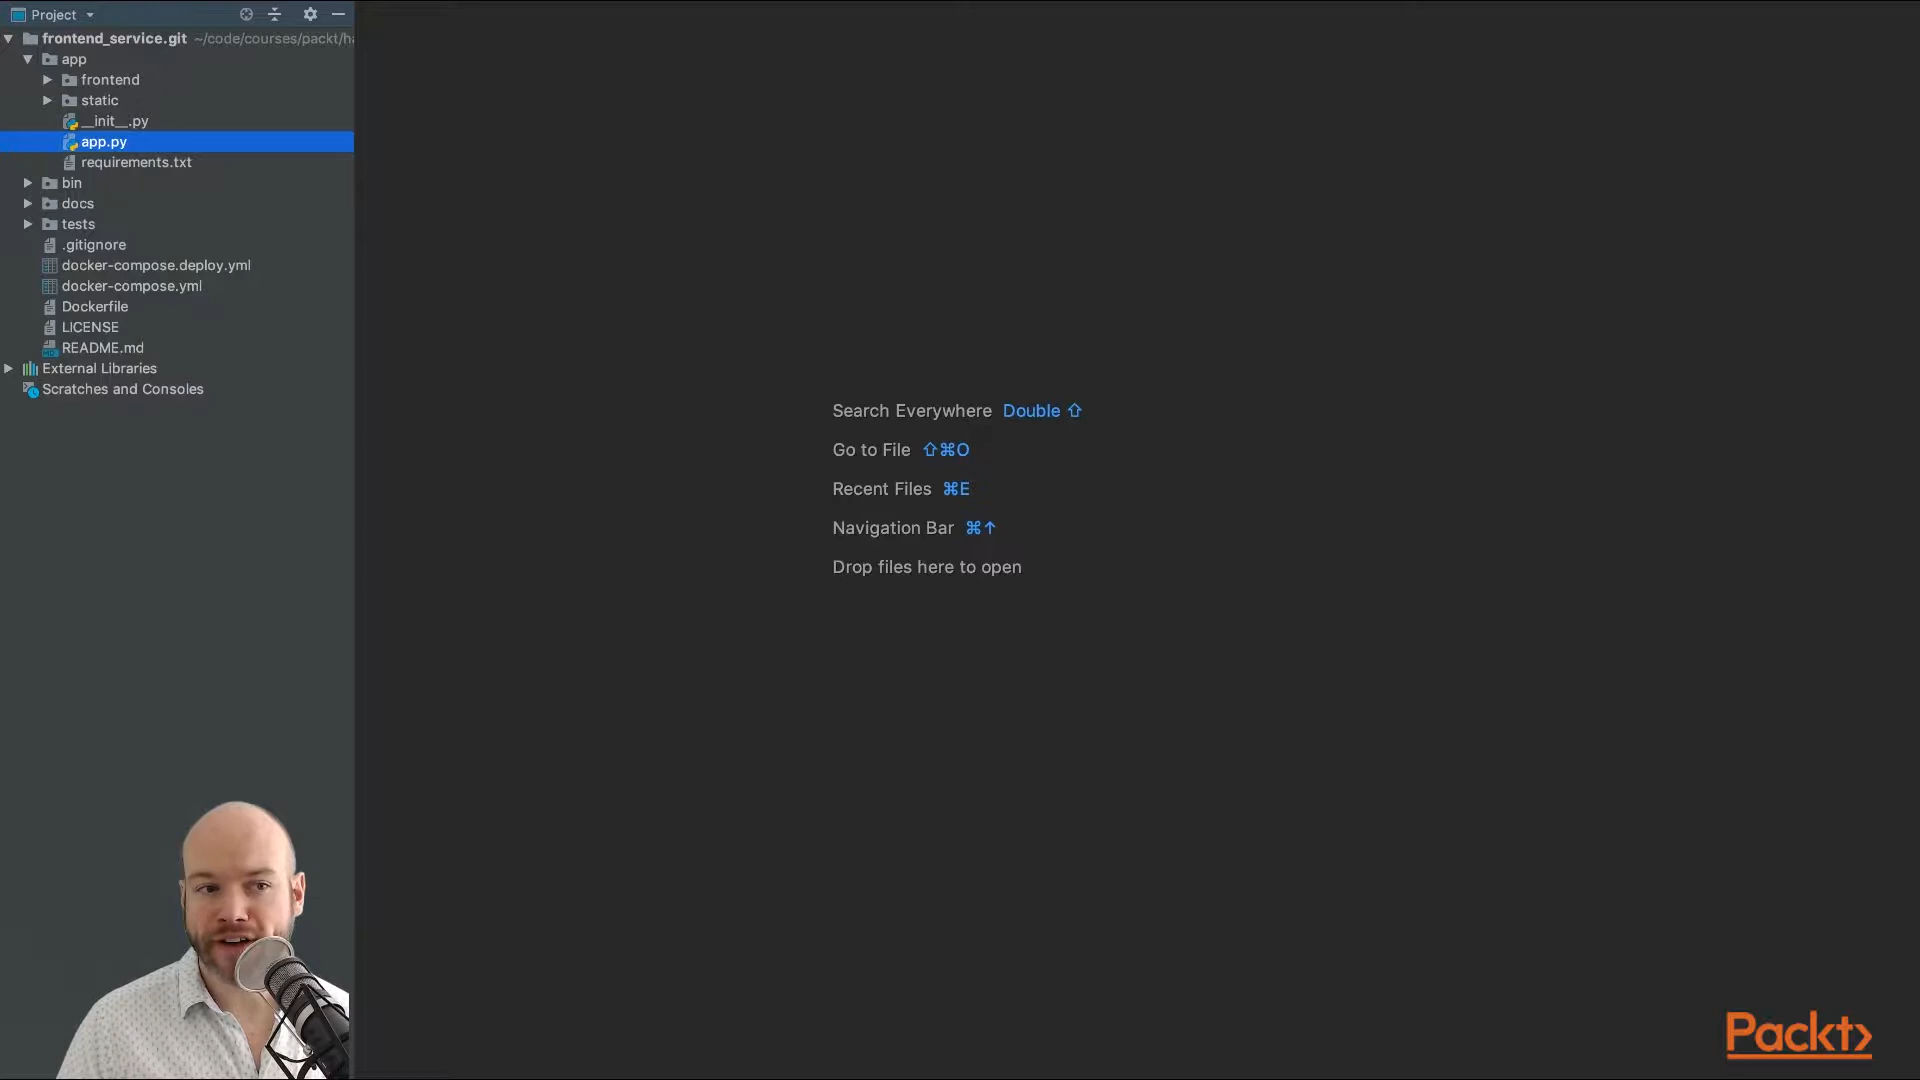 Project
frontend_service.git ~/code/courses/packt/ha
app
frontend
static
__init__.py
app.py
requirements.txt
bin
docs
tests
.gitignore
docker-compose.deploy.yml
docker-compose.yml
Dockerfile
LICENSE
README.md
External Libraries
Scratches and Consoles
Search Everywhere Double ⇧
Go to File ⇧⌘O
Recent Files ⌘E
Navigation Bar ⌘↑
Drop files here to open
Packt>